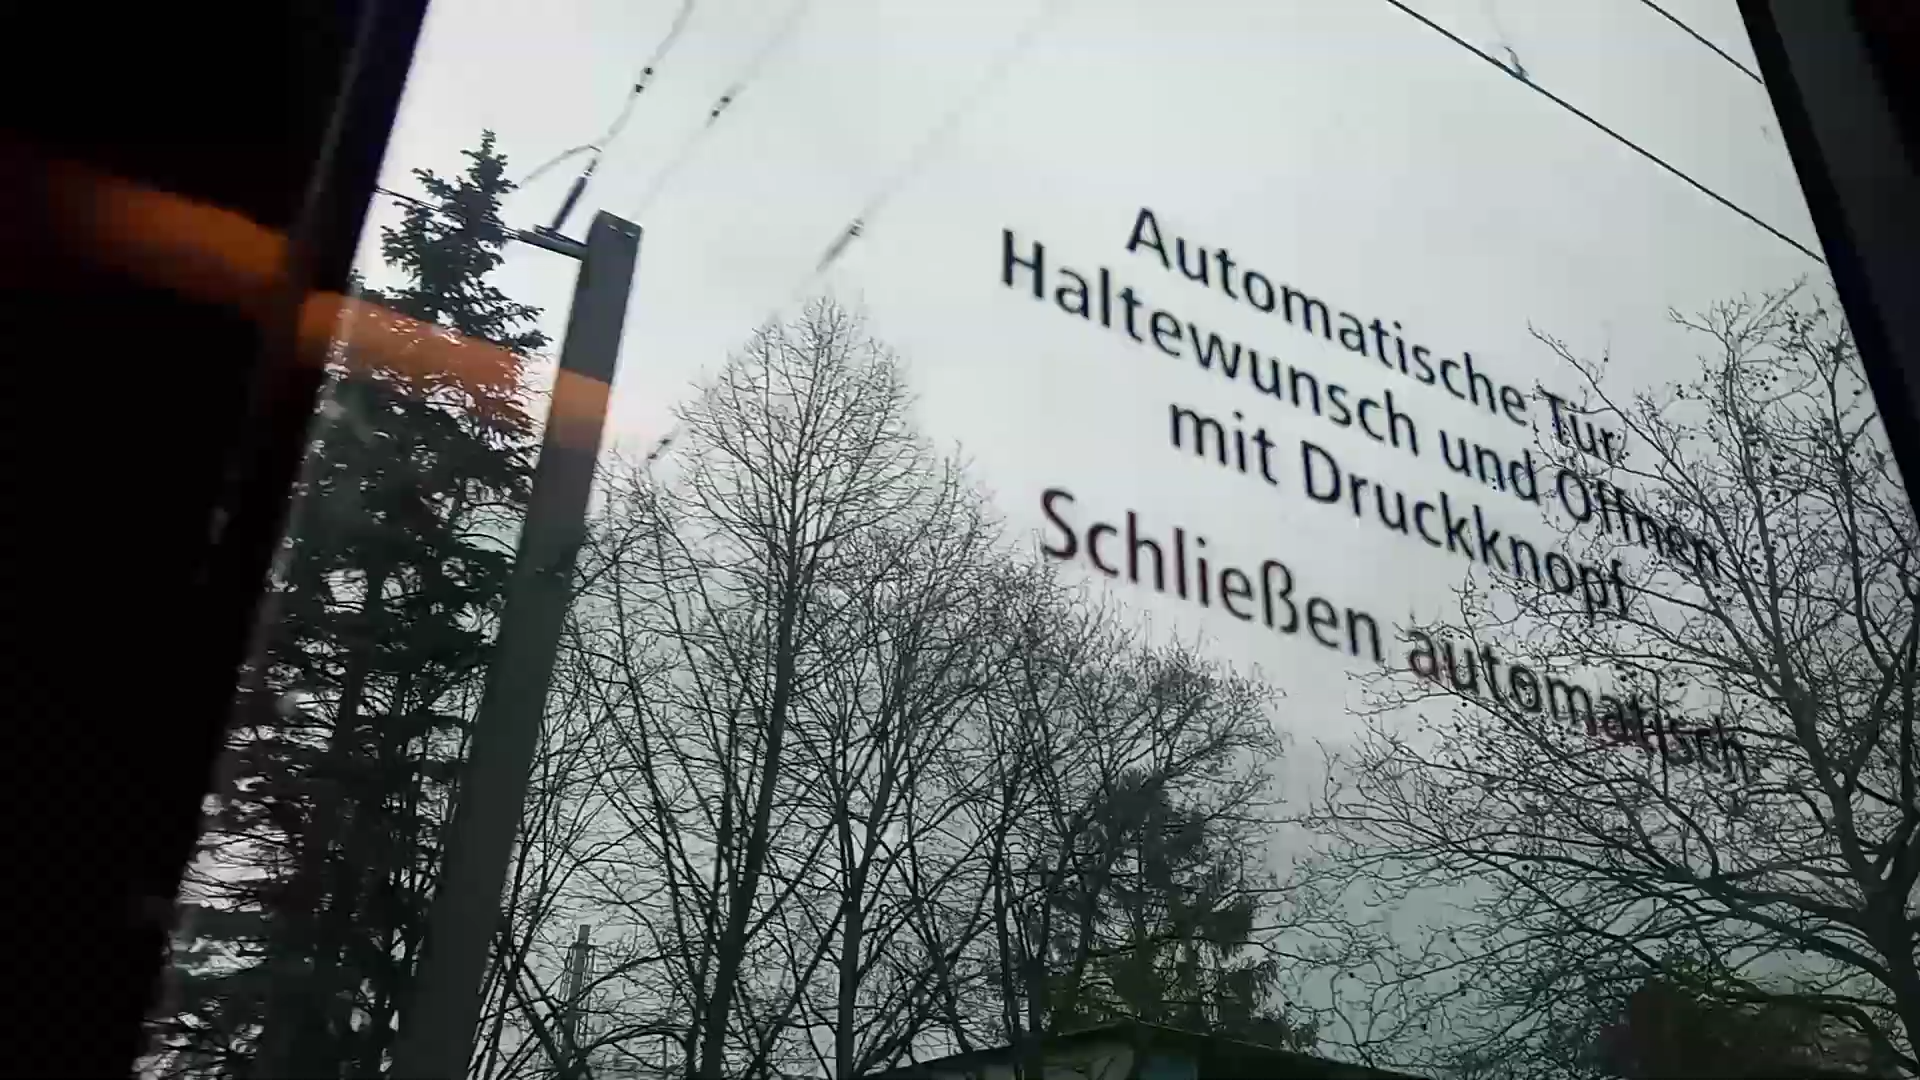 Automatische Tür
Haltewunsch und Öffnen
mit Druckknopf
Schließen automatisch